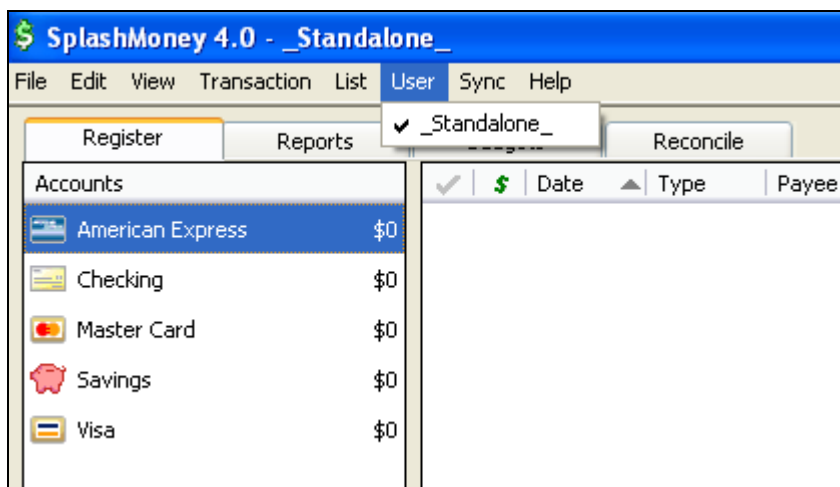 SplashMoney 4.0 - _Standalone_
File Edit View Transaction List User Sync Help
_Standalone_
Register Reports Reconcile
Accounts
$ Date Type Payee
American Express $0
Checking $0
Master Card $0
Savings $0
Visa $0